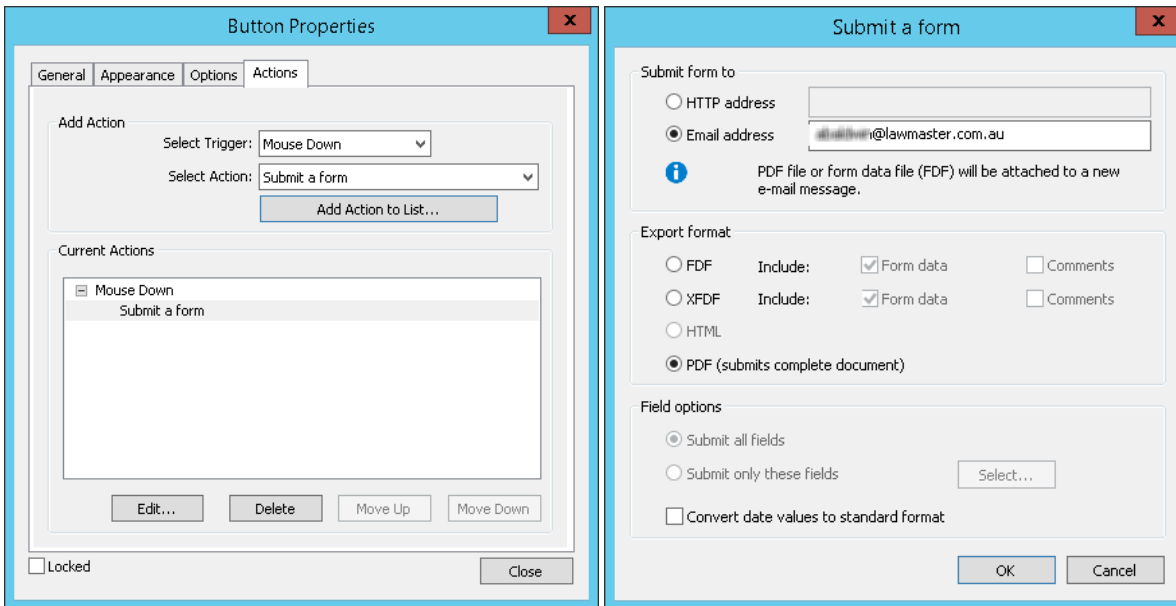 Button Properties
x
General Appearance Options Actions
Add Action
Select Trigger: Mouse Down
Select Action: Submit a form
Add Action to List...
Current Actions
Mouse Down
Submit a form
Edit... Delete Move Up Move Down
Locked
Close
Submit a form
x
Submit form to
HTTP address
Email address @lawmaster.com.au
PDF file or form data file (FDF) will be attached to a new
e-mail message.
Export format
FDF Include: Form data Comments
XFDF Include: Form data Comments
HTML
PDF (submits complete document)
Field options
Submit all fields
Submit only these fields Select...
Convert date values to standard format
OK Cancel